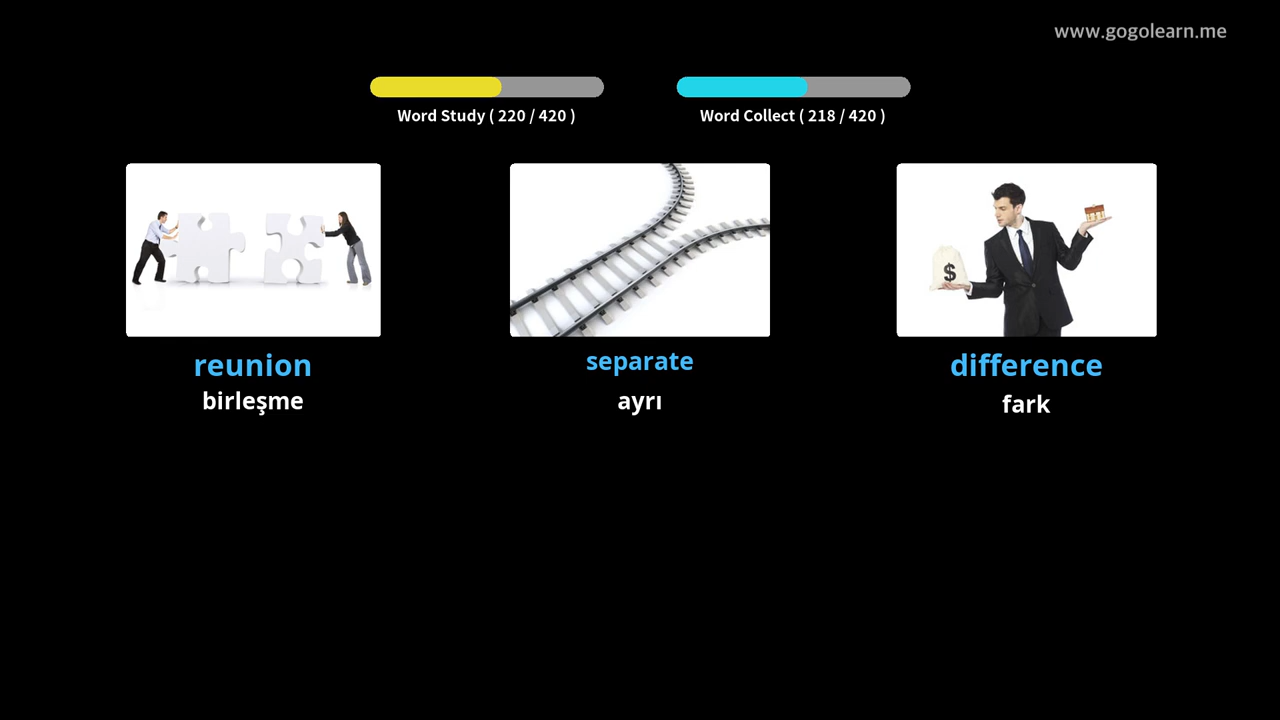 www.gogolearn.me
Word Study ( 220 / 420 )
Word Collect ( 218 / 420 )
$
reunion
birleşme
separate
ayrı
difference
fark